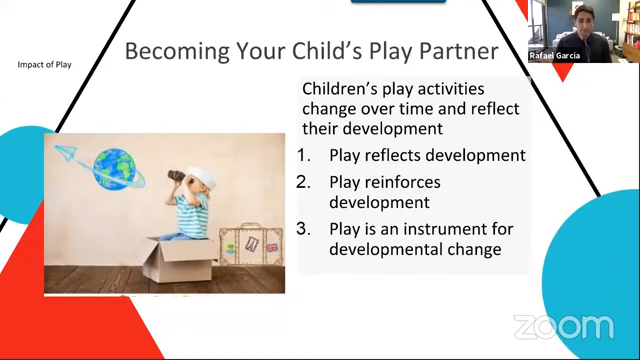 Becoming Your Child's Play Partner
Impact of Play
Rafael Garcia
Children's play activities
change over time and reflect
their development
1. Play reflects development
2. Play reinforces
development
3. Play is an instrument for
developmental change
zoom